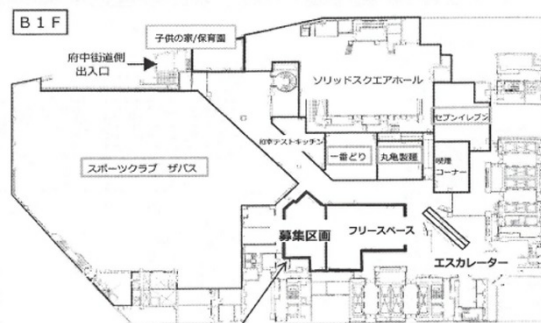 B1F
子供の家/保育園
府中街道側
出入口
ソリッドスクエアホール
セブンイレブン
テストキッチン
一番どり
丸亀製麺
喫煙
コーナー
スポーツクラブ ザバス
募集区画
フリースペース
エスカレーター